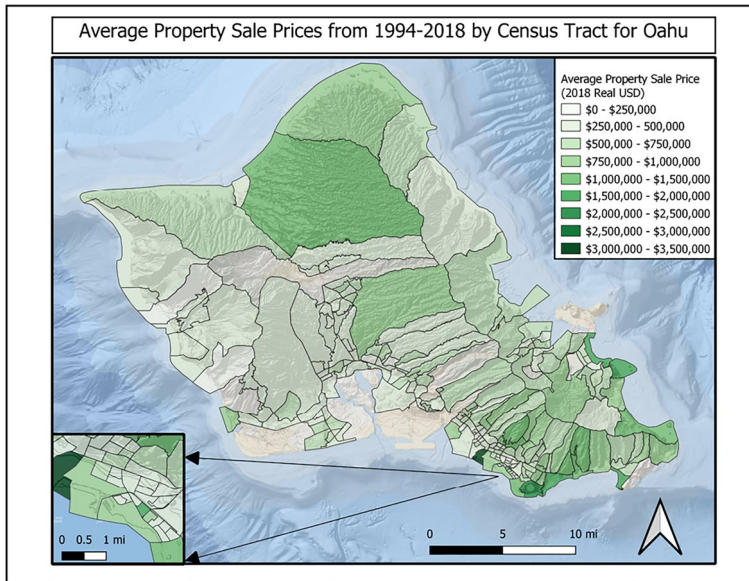 Average Property Sale Prices from 1994-2018 by Census Tract for Oahu
Average Property Sale Price
(2018 Real USD)
$0 - $250,000
$250,000 - 500,000
$500,000 - $750,000
$750,000 - $1,000,000
$1,000,000 - $1,500,000
$1,500,000 - $2,000,000
$2,000,000 - $2,500,000
$2,500,000 - $3,000,000
$3,000,000 - $3,500,000
0 0.5 1 mi
0 5 10 mi